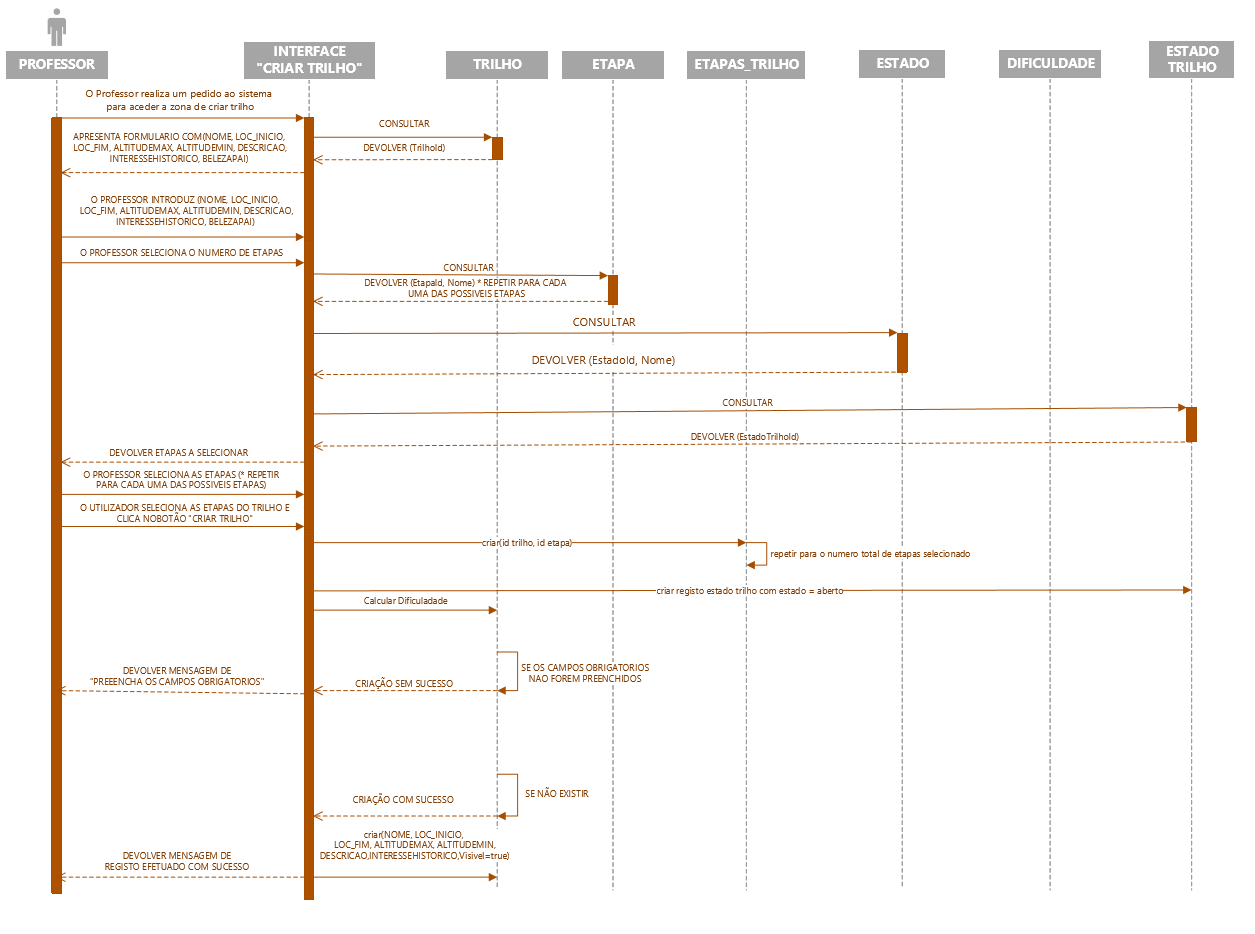 PROFESSOR
INTERFACE
"CRIAR TRILHO"
TRILHO
ETAPA
ETAPAS_TRILHO
ESTADO
DIFICULDADE
ESTADO
TRILHO
O Professor realiza um pedido ao sistema
para aceder a zona de criar trilho
CONSULTAR
APRESENTA FORMULARIO COM(NOME, LOC_INICIO,
LOC_FIM, ALTITUDEMAX, ALTITUDEMIN, DESCRICAO,
INTERESSEHISTORICO, BELEZAPAI)
DEVOLVER (TrilhoId)
O PROFESSOR INTRODUZ (NOME, LOC_INICIO,
LOC_FIM, ALTITUDEMAX, ALTITUDEMIN, DESCRICAO,
INTERESSEHISTORICO, BELEZAPAI)
O PROFESSOR SELECIONA O NUMERO DE ETAPAS
CONSULTAR
DEVOLVER (EtapaId, Nome) * REPETIR PARA CADA
UMA DAS POSSIVEIS ETAPAS
CONSULTAR
DEVOLVER (EstadoId, Nome)
CONSULTAR
DEVOLVER (EstadoTrilhoId)
DEVOLVER ETAPAS A SELECIONAR
O PROFESSOR SELECIONA AS ETAPAS (* REPETIR
PARA CADA UMA DAS POSSIVEIS ETAPAS)
O UTILIZADOR SELECIONA AS ETAPAS DO TRILHO E
CLICA NOBOTÃO "CRIAR TRILHO"
criar(id trilho, id etapa)
repetir para o numero total de etapas selecionado
criar registo estado trilho com estado = aberto
Calcular Dificuladade
SE OS CAMPOS OBRIGATORIOS
NAO FOREM PREENCHIDOS
DEVOLVER MENSAGEM DE
"PREEENCHA OS CAMPOS OBRIGATORIOS"
CRIAÇÃO SEM SUCESSO
SE NÃO EXISTIR
CRIAÇÃO COM SUCESSO
criar(NOME, LOC_INICIO,
LOC_FIM, ALTITUDEMAX, ALTITUDEMIN,
DESCRICAO,INTERESSEHISTORICO,Visivel=true)
DEVOLVER MENSAGEM DE
REGISTO EFETUADO COM SUCESSO